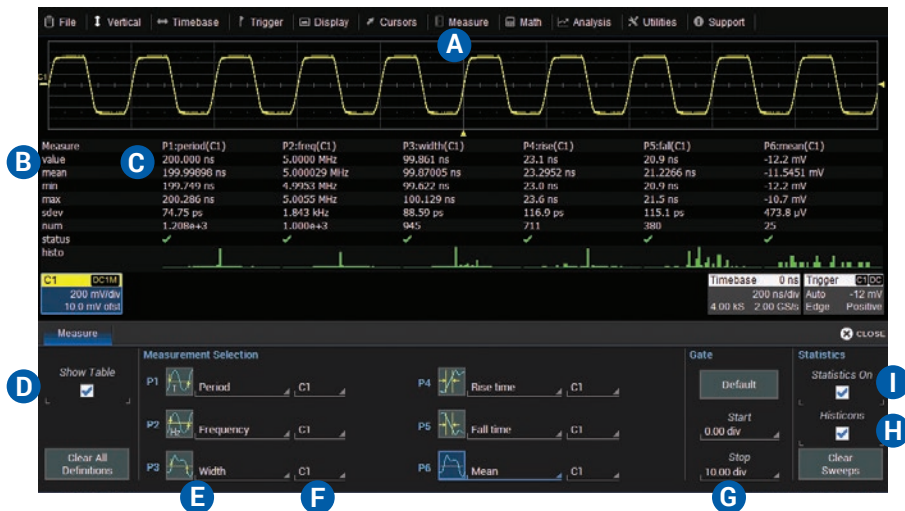 File Vertical Timebase Trigger Display Cursors Measure Math Analysis Utilities Support
A
C1
Measure P1:period(C1) P2:freq(C1) P3:width(C1) P4:rise(C1) P5:fall(C1) P6:mean(C1)
B C
value 200.000 ns 5.0000 MHz 99.861 ns 23.1 ns 20.9 ns -12.2 mV
mean 199.99898 ns 5.000029 MHz 99.87005 ns 23.2952 ns 21.2266 ns -11.5451 mV
min 199.749 ns 4.9953 MHz 99.622 ns 23.0 ns 20.9 ns -12.2 mV
max 200.286 ns 5.0055 MHz 100.129 ns 23.6 ns 21.5 ns -10.7 mV
sdev 74.75 ps 1.843 kHz 88.59 ps 116.9 ps 115.1 ps 473.8 µV
num 1.208e+3 1.000e+3 945 711 380 25
status
histo
C1 DC1M
200 mV/div
10.0 mV ofst
Timebase 0 ns
200 ns/div
4.00 kS 2.00 GS/s
Trigger C1 DC
Auto -12 mV
Edge Positive
Measure
CLOSE
Show Table
D
Clear All
Definitions
Measurement Selection
P1 Period C1
P2 Frequency C1
P3 Width C1
P4 Rise time C1
P5 Fall time C1
P6 Mean C1
E F
Gate
Default
Start
0.00 div
Stop
10.00 div
G
Statistics
Statistics On
I
Histicons
H
Clear
Sweeps